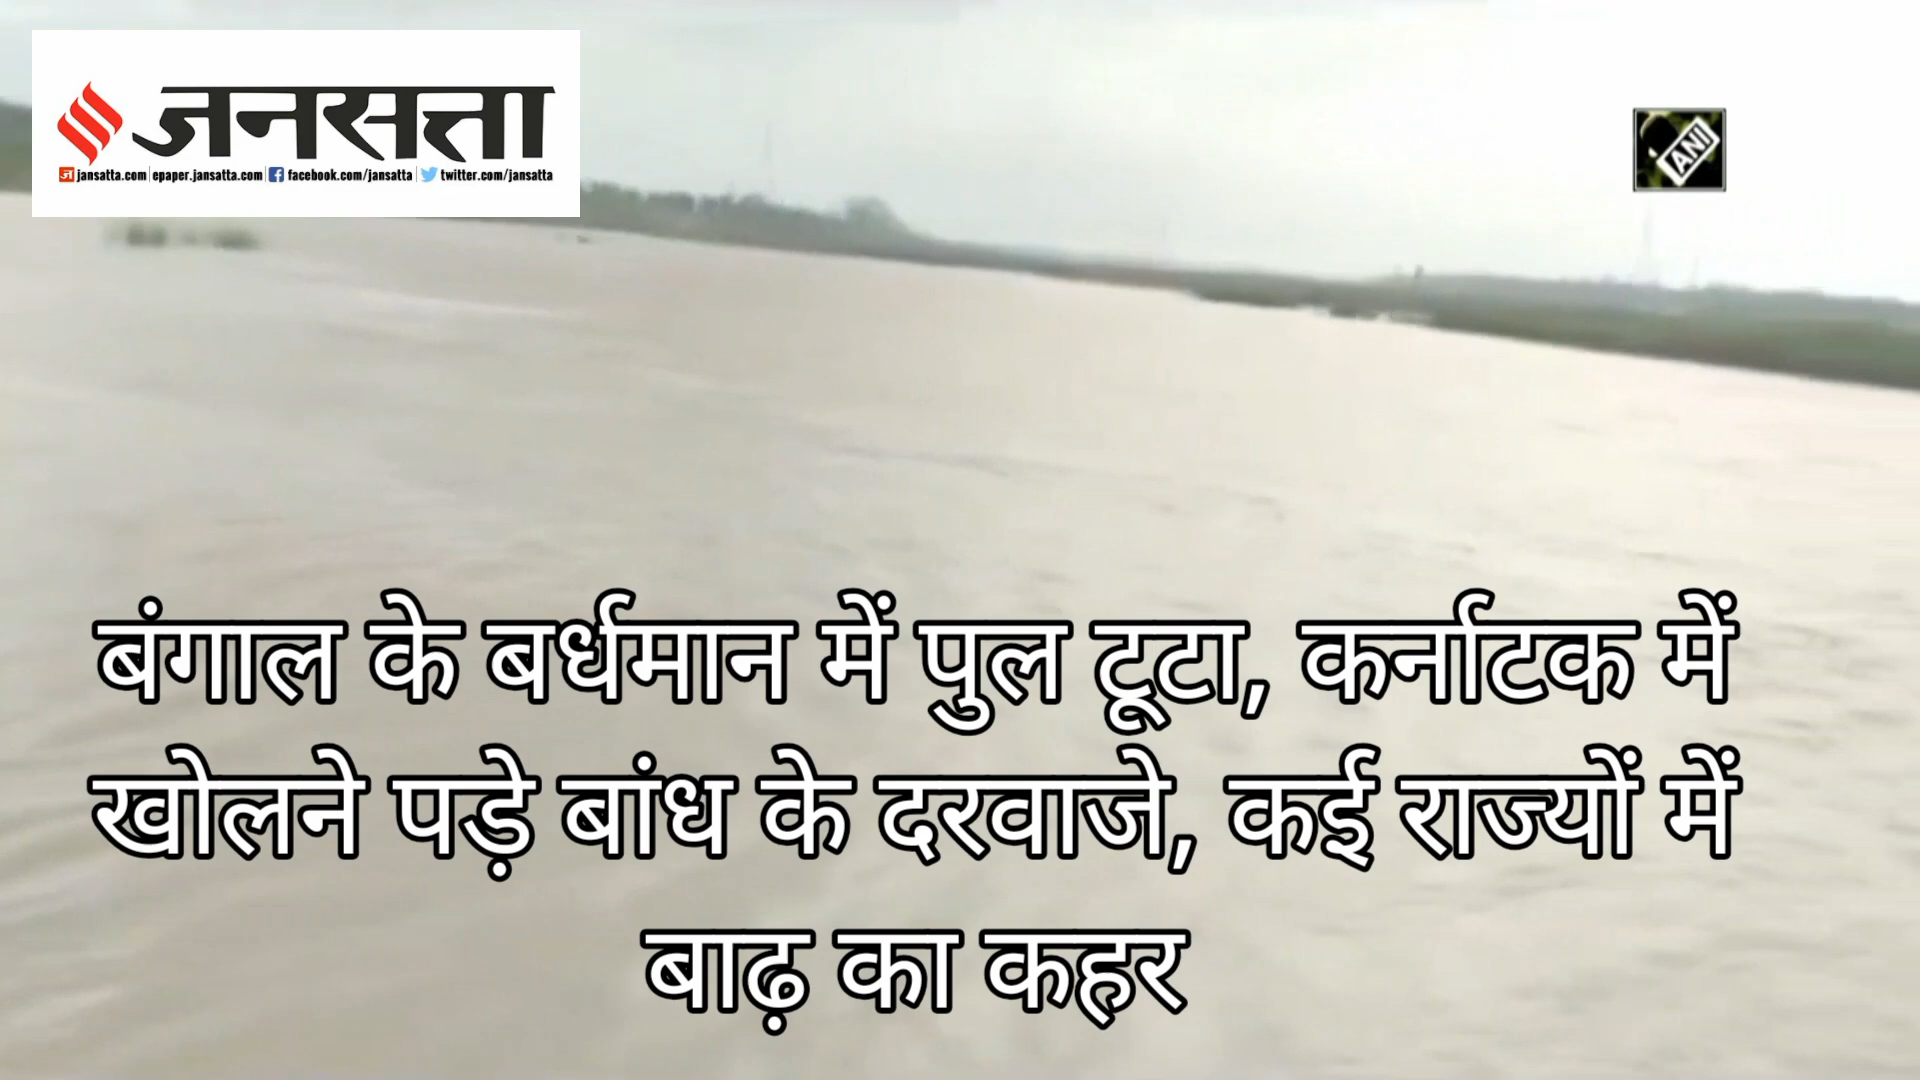 जनसत्ता
jansatta.com | epaper.jansatta.com | facebook.com/jansatta | twitter.com/jansatta
ANI
बंगाल के बर्धमान में पुल टूटा, कर्नाटक में
खोलने पड़े बांध के दरवाजे, कई राज्यों में
बाढ़ का कहर